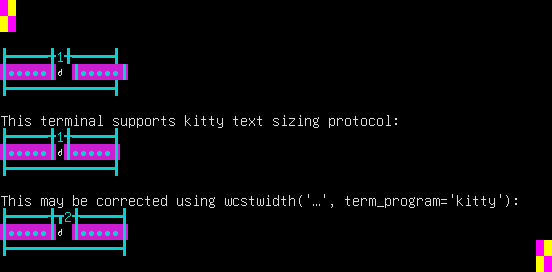 1
This terminal supports kitty text sizing protocol:
1
This may be corrected using wcstwidth('…', term_program='kitty'):
2